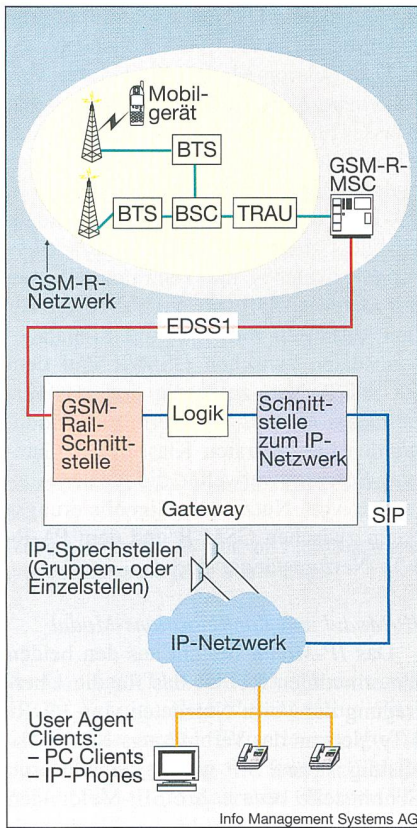 Mobil-
gerät
BTS
GSM-R-
MSC
BTS
BSC
TRAU
GSM-R-
Netzwerk
EDSS1
GSM-
Rail-
Schnitt-
stelle
Logik
Schnitt-
stelle
zum IP-
Netzwerk
Gateway
SIP
IP-Sprechstellen
(Gruppen- oder
Einzelstellen)
IP-Netzwerk
User Agent
Clients:
– PC Clients
– IP-Phones
Info Management Systems AG